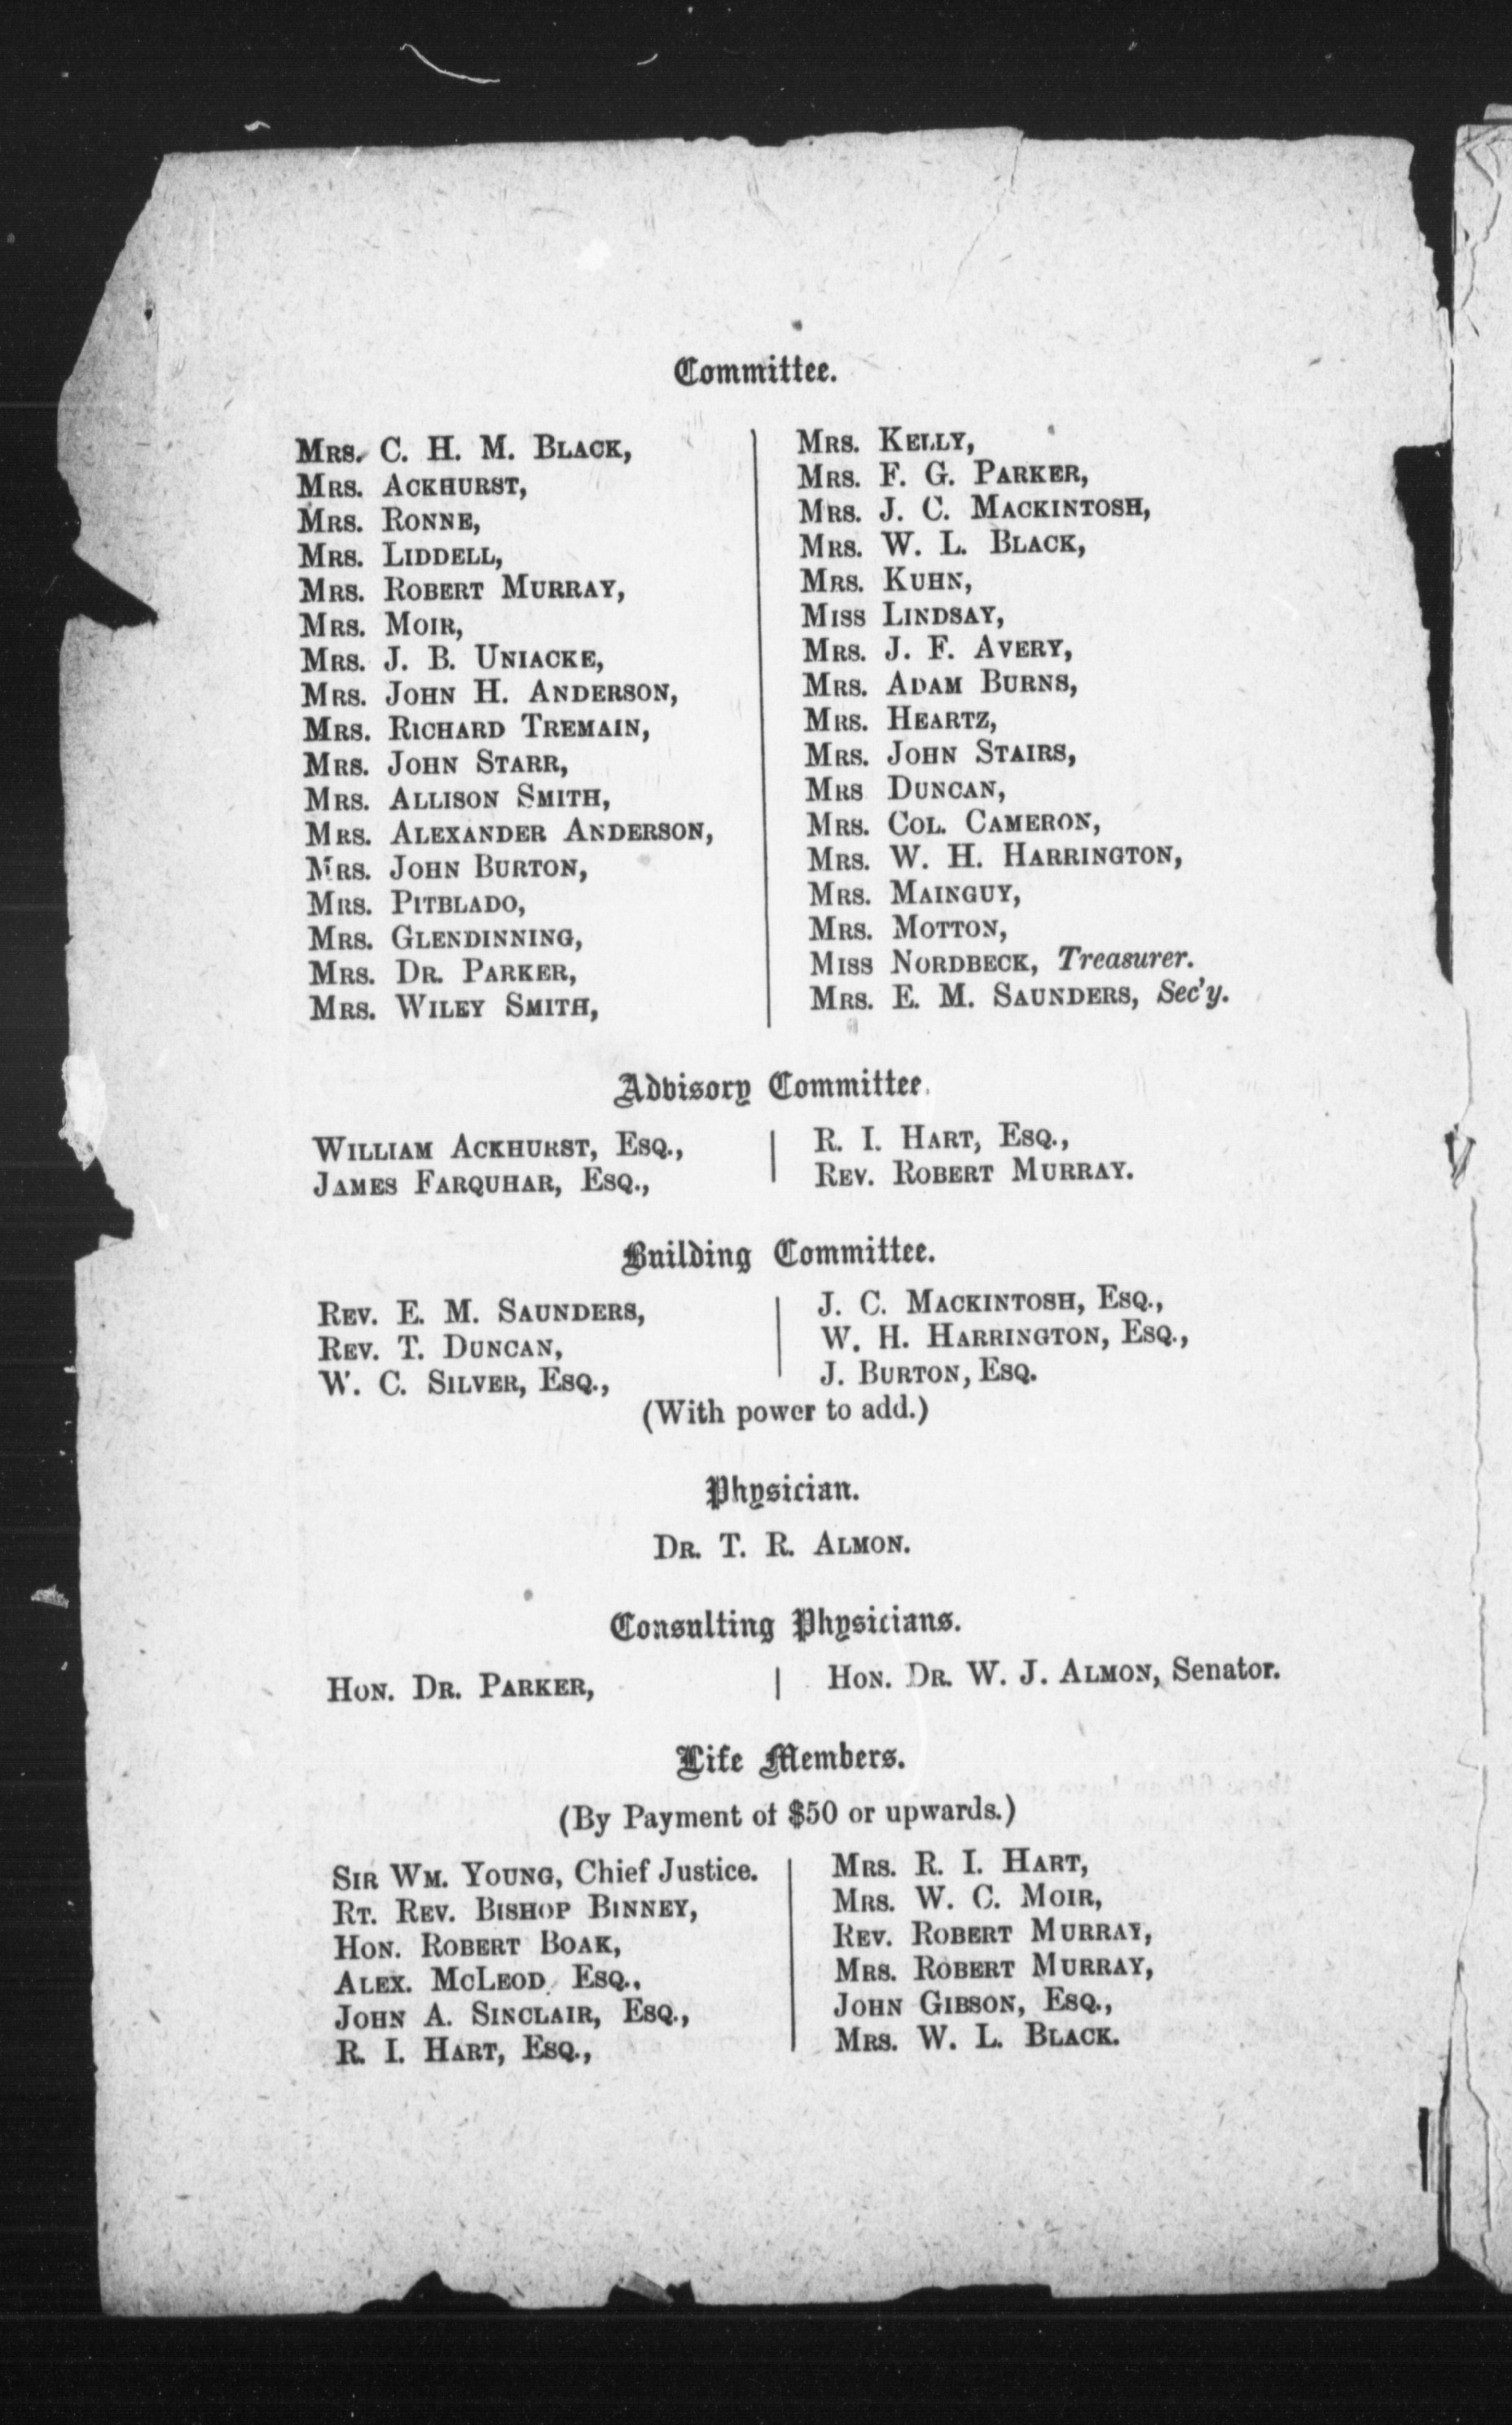 Committee.
Mrs. C. H. M. Black,
Mrs. Ackhurst,
Mrs. Ronne,
Mrs. Liddell,
Mrs. Robert Murray,
Mrs. Moir,
Mrs. J. B. Uniacke,
Mrs. John H. Anderson,
Mrs. Richard Tremain,
Mrs. John Starr,
Mrs. Allison Smith,
Mrs. Alexander Anderson,
Mrs. John Burton,
Mrs. Pitblado,
Mrs. Glendinning,
Mrs. Dr. Parker,
Mrs. Wiley Smith,
Mrs. Kelly,
Mrs. F. G. Parker,
Mrs. J. C. Mackintosh,
Mrs. W. L. Black,
Mrs. Kuhn,
Miss Lindsay,
Mrs. J. F. Avery,
Mrs. Adam Burns,
Mrs. Heartz,
Mrs. John Stairs,
Mrs Duncan,
Mrs. Col. Cameron,
Mrs. W. H. Harrington,
Mrs. Mainguy,
Mrs. Motton,
Miss Nordbeck, Treasurer.
Mrs. E. M. Saunders, Sec'y.
Advisory Committee.
William Ackhurst, Esq.,
James Farquhar, Esq.,
R. I. Hart, Esq.,
Rev. Robert Murray.
Building Committee.
Rev. E. M. Saunders,
Rev. T. Duncan,
W. C. Silver, Esq.,
J. C. Mackintosh, Esq.,
W. H. Harrington, Esq.,
J. Burton, Esq.
(With power to add.)
Physician.
Dr. T. R. Almon.
Consulting Physicians.
Hon. Dr. Parker,
Hon. Dr. W. J. Almon, Senator.
Life Members.
(By Payment of $50 or upwards.)
Sir Wm. Young, Chief Justice.
Rt. Rev. Bishop Binney,
Hon. Robert Boak,
Alex. McLeod, Esq.,
John A. Sinclair, Esq.,
R. I. Hart, Esq.,
Mrs. R. I. Hart,
Mrs. W. C. Moir,
Rev. Robert Murray,
Mrs. Robert Murray,
John Gibson, Esq.,
Mrs. W. L. Black.